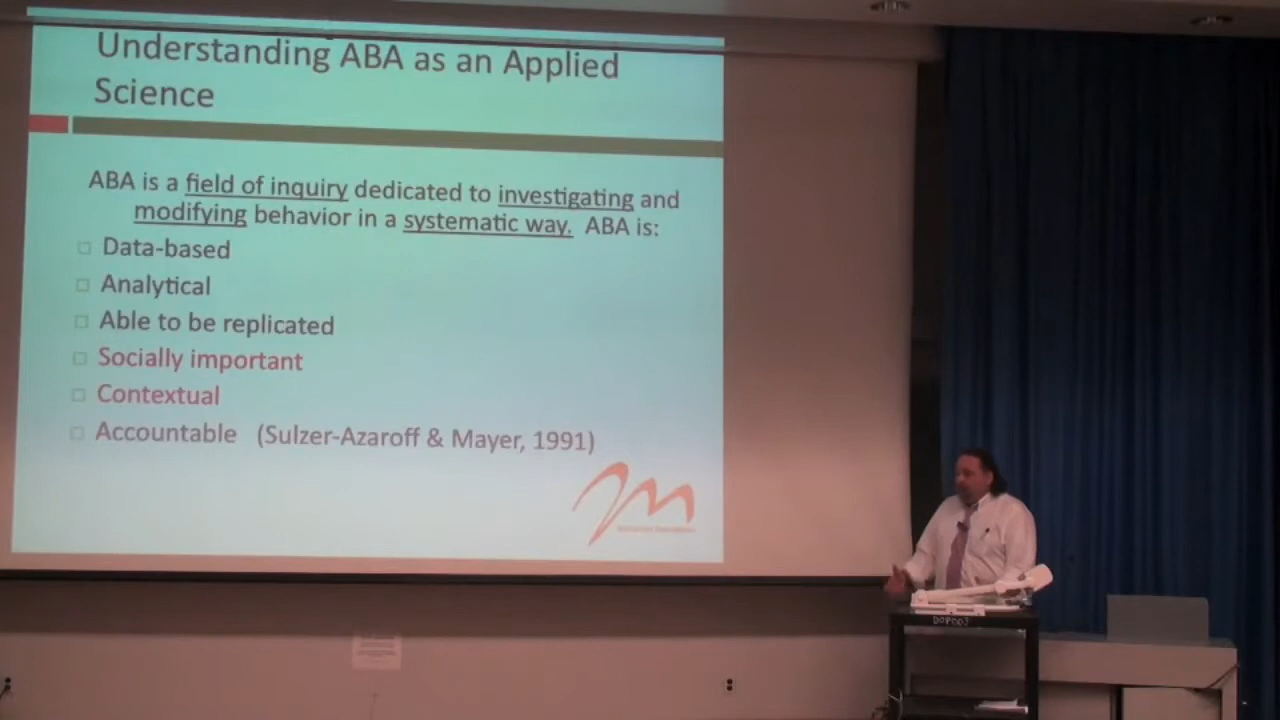 Understanding ABA as an Applied
Science
ABA is a field of inquiry dedicated to investigating and
modifying behavior in a systematic way. ABA is:
Data-based
Analytical
Able to be replicated
Socially important
Contextual
Accountable (Sulzer-Azaroff & Mayer, 1991)